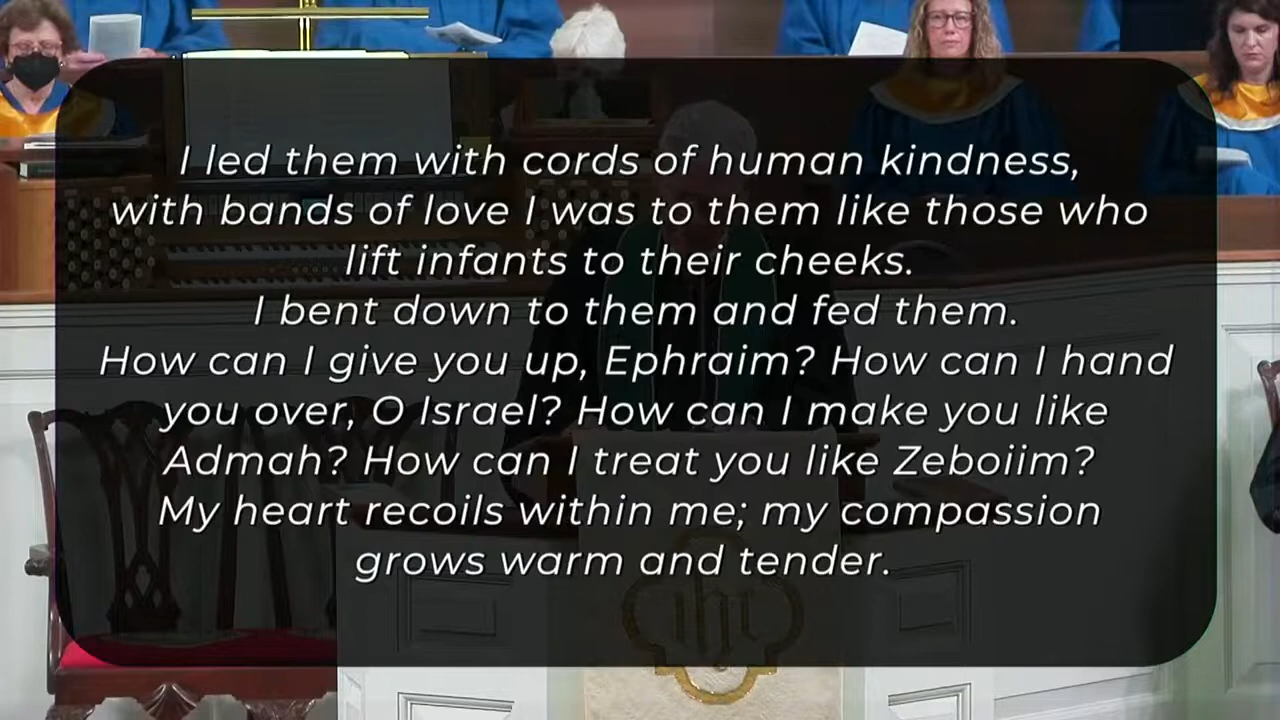 I led them with cords of human kindness,
with bands of love I was to them like those who
lift infants to their cheeks.
I bent down to them and fed them.
How can I give you up, Ephraim? How can I hand
you over, O Israel? How can I make you like
Admah? How can I treat you like Zeboiim?
My heart recoils within me; my compassion
grows warm and tender.
ihc